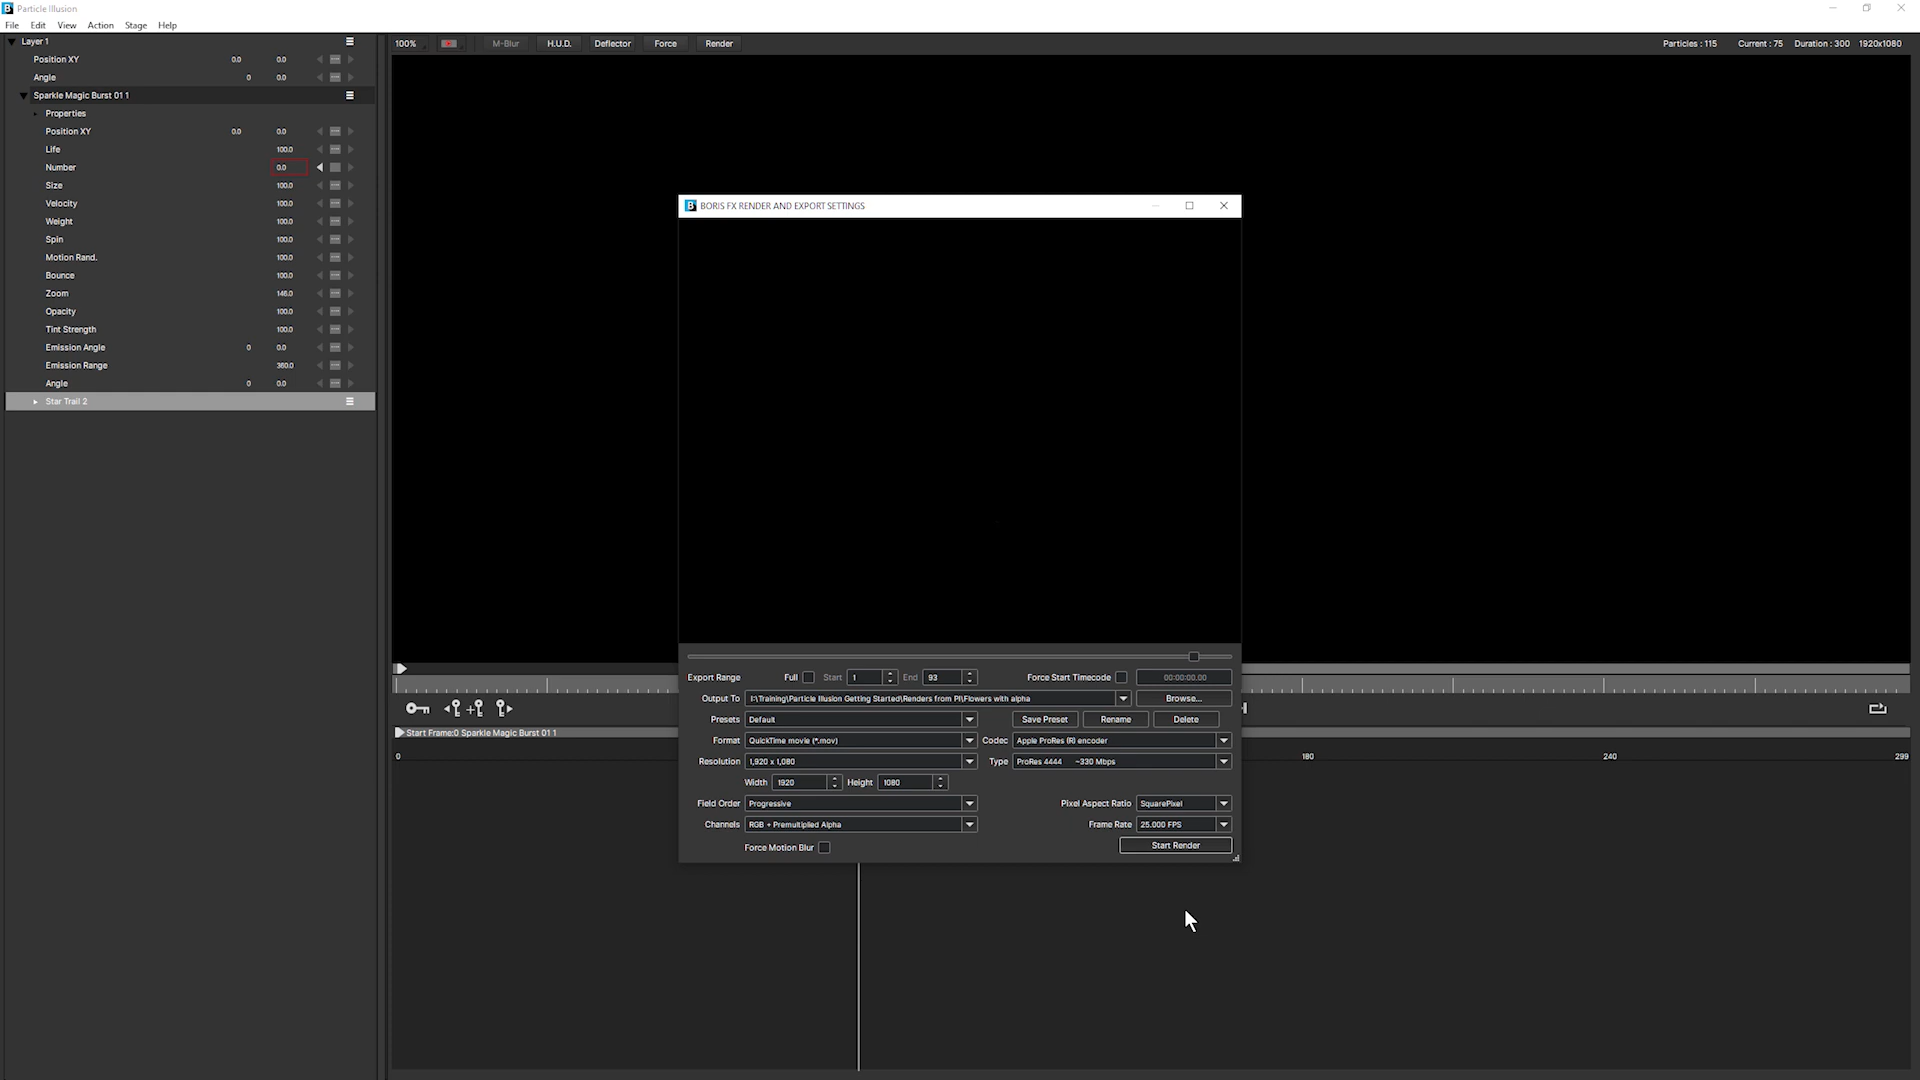 Particle Illusion
File Edit View Action Stage Help
Layer 1
100% M-Blur H.U.D. Deflector Force Render
Particles : 115 Current : 75 Duration : 300 1920x1080
Position XY 0.0 0.0
Angle 0 0.0
Sparkle Magic Burst 01 1
Properties
Position XY 0.0 0.0
Life 100.0
Number 0.0
Size 100.0
Velocity 100.0
Weight 100.0
Spin 100.0
Motion Rand. 100.0
Bounce 100.0
Zoom 146.0
Opacity 100.0
Tint Strength 100.0
Emission Angle 0 0.0
Emission Range 360.0
Angle 0 0.0
Star Trail 2
BORIS FX RENDER AND EXPORT SETTINGS
Export Range Full Start 1 End 93 Force Start Timecode 00:00:00.00
Output To I:\Training\Particle Illusion Getting Started\Renders from PI\Flowers with alpha Browse...
Presets Default Save Preset Rename Delete
Format QuickTime movie (*.mov) Codec Apple ProRes (R) encoder
Resolution 1,920 x 1,080 Type ProRes 4444 ~330 Mbps
Width 1920 Height 1080
Field Order Progressive Pixel Aspect Ratio SquarePixel
Channels RGB + Premultiplied Alpha Frame Rate 25.000 FPS
Force Motion Blur Start Render
Start Frame:0 Sparkle Magic Burst 01 1
0 180 240 299